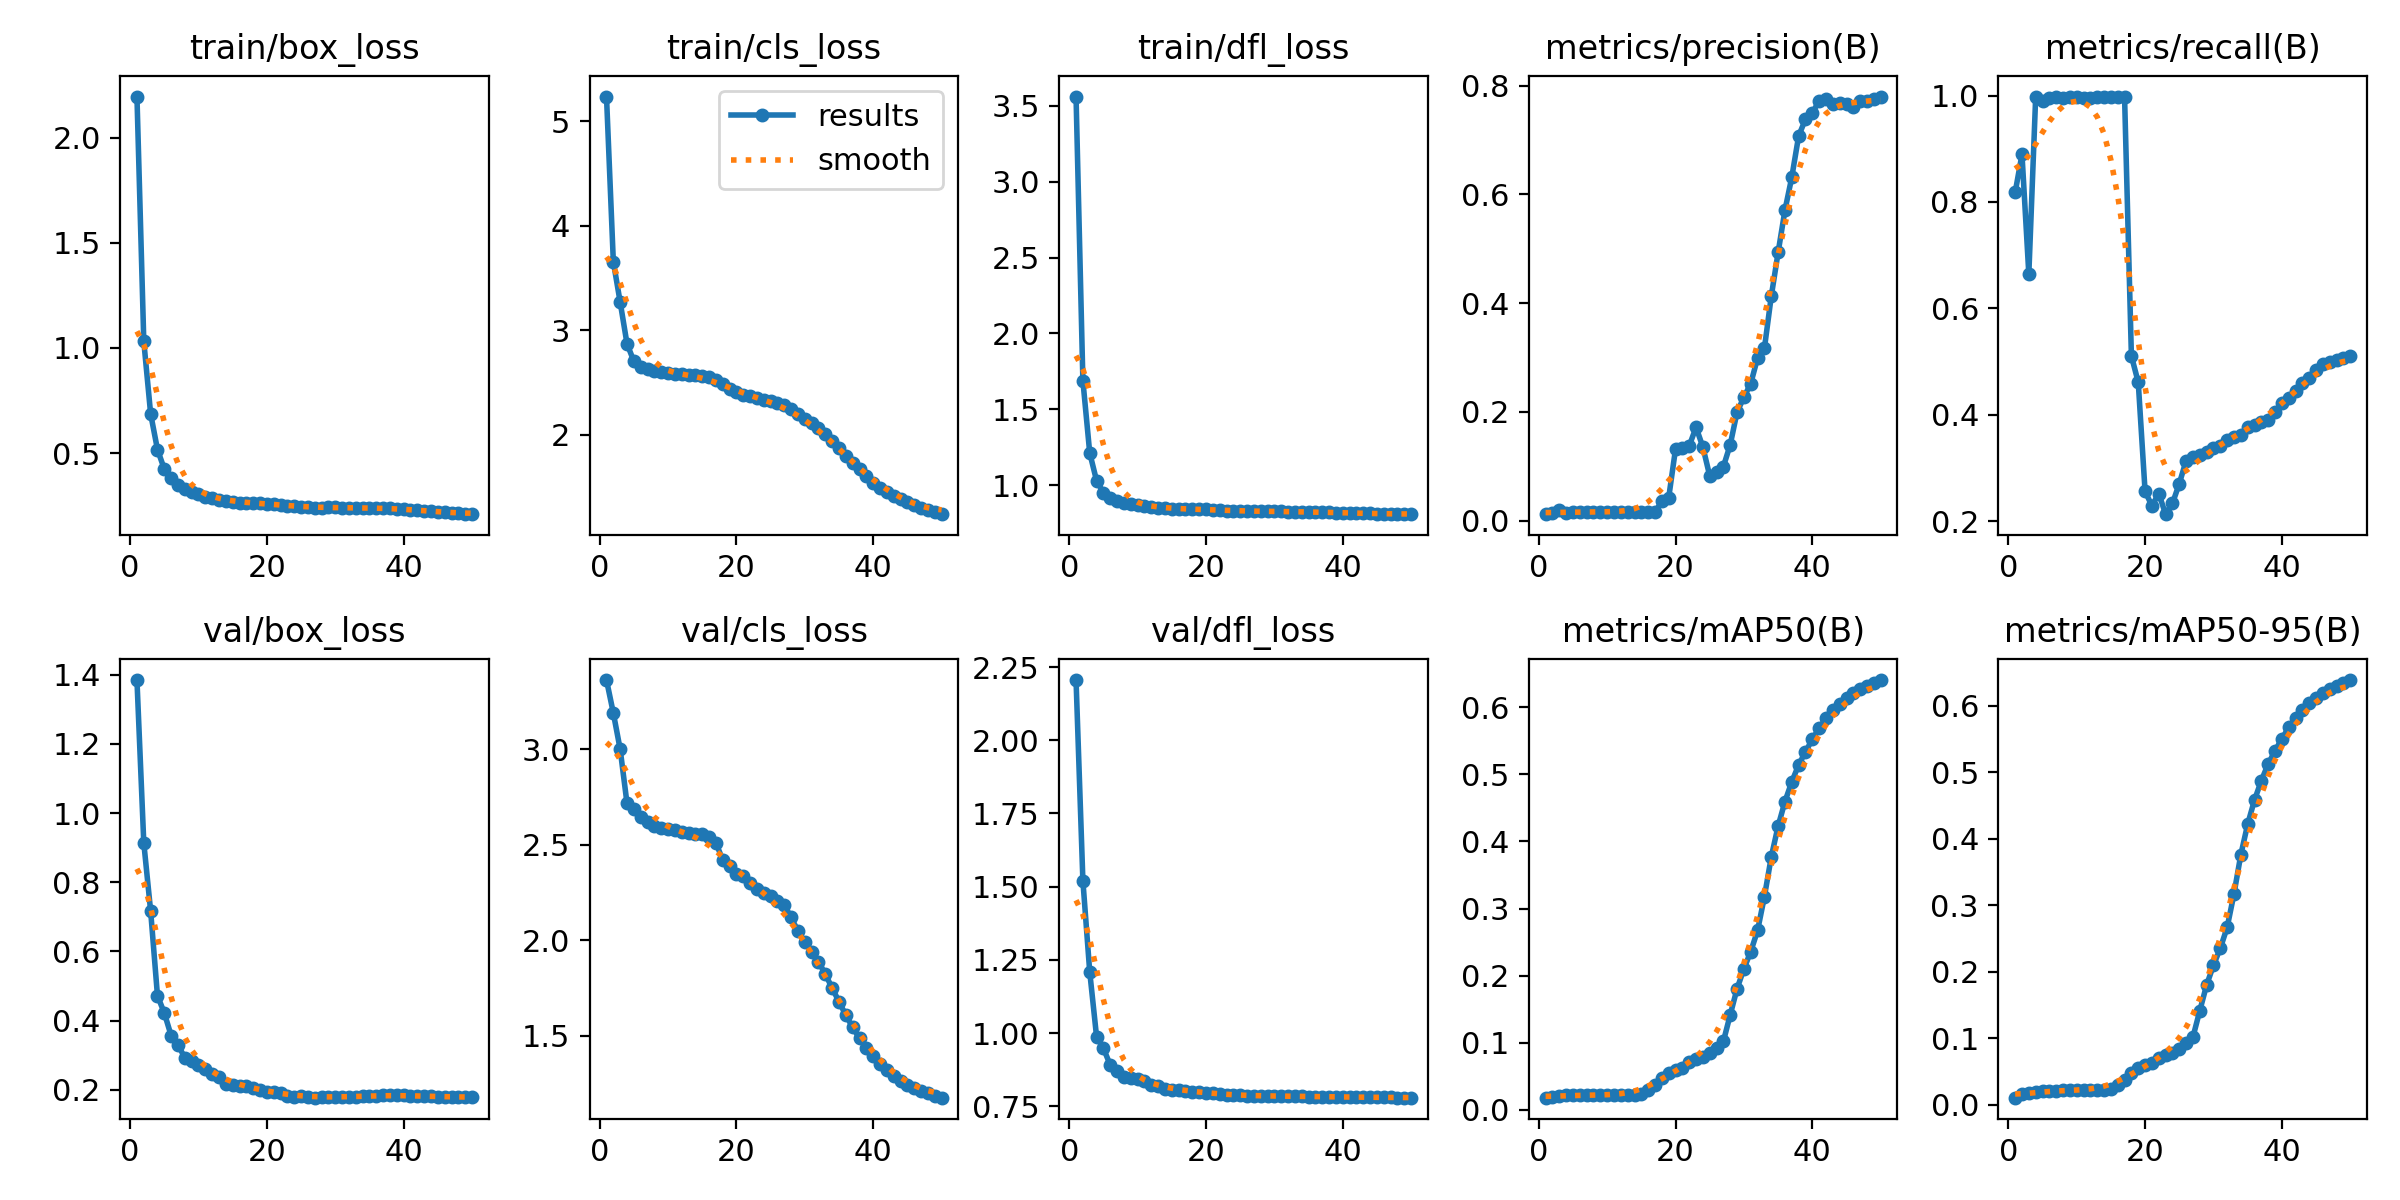 train/box_loss
2.0
1.5
1.0
0.5
0 20 40
train/cls_loss
results
smooth
5
4
3
2
0 20 40
train/dfl_loss
3.5
3.0
2.5
2.0
1.5
1.0
0 20 40
metrics/precision(B)
0.8
0.6
0.4
0.2
0.0
0 20 40
metrics/recall(B)
1.0
0.8
0.6
0.4
0.2
0 20 40
val/box_loss
1.4
1.2
1.0
0.8
0.6
0.4
0.2
0 20 40
val/cls_loss
3.0
2.5
2.0
1.5
0 20 40
val/dfl_loss
2.25
2.00
1.75
1.50
1.25
1.00
0.75
0 20 40
metrics/mAP50(B)
0.6
0.5
0.4
0.3
0.2
0.1
0.0
0 20 40
metrics/mAP50-95(B)
0.6
0.5
0.4
0.3
0.2
0.1
0.0
0 20 40